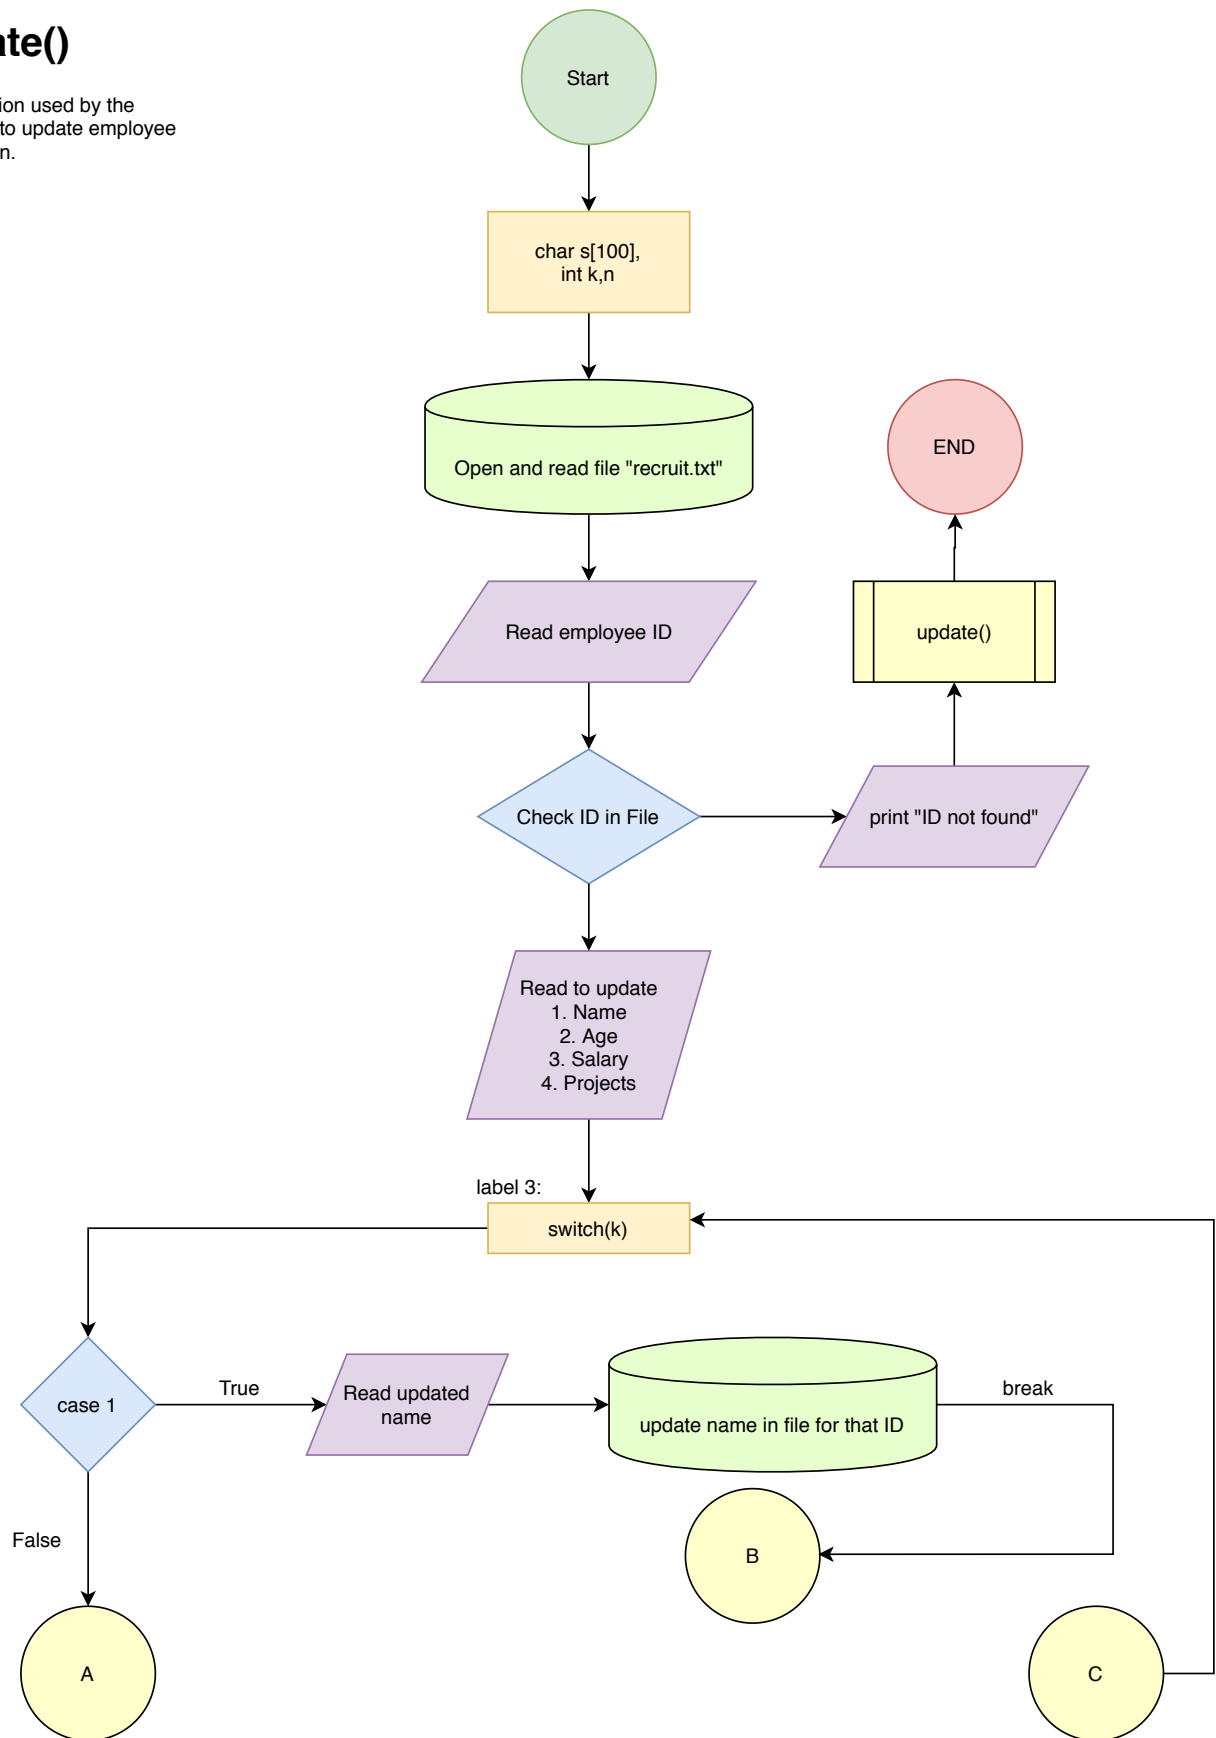 ate()
ion used by the
to update employee
n.
Start
char s[100],
int k,n
Open and read file "recruit.txt"
END
Read employee ID
update()
Check ID in File
print "ID not found"
Read to update
1. Name
2. Age
3. Salary
4. Projects
label 3:
switch(k)
case 1
True
Read updated
name
update name in file for that ID
break
False
B
A
C